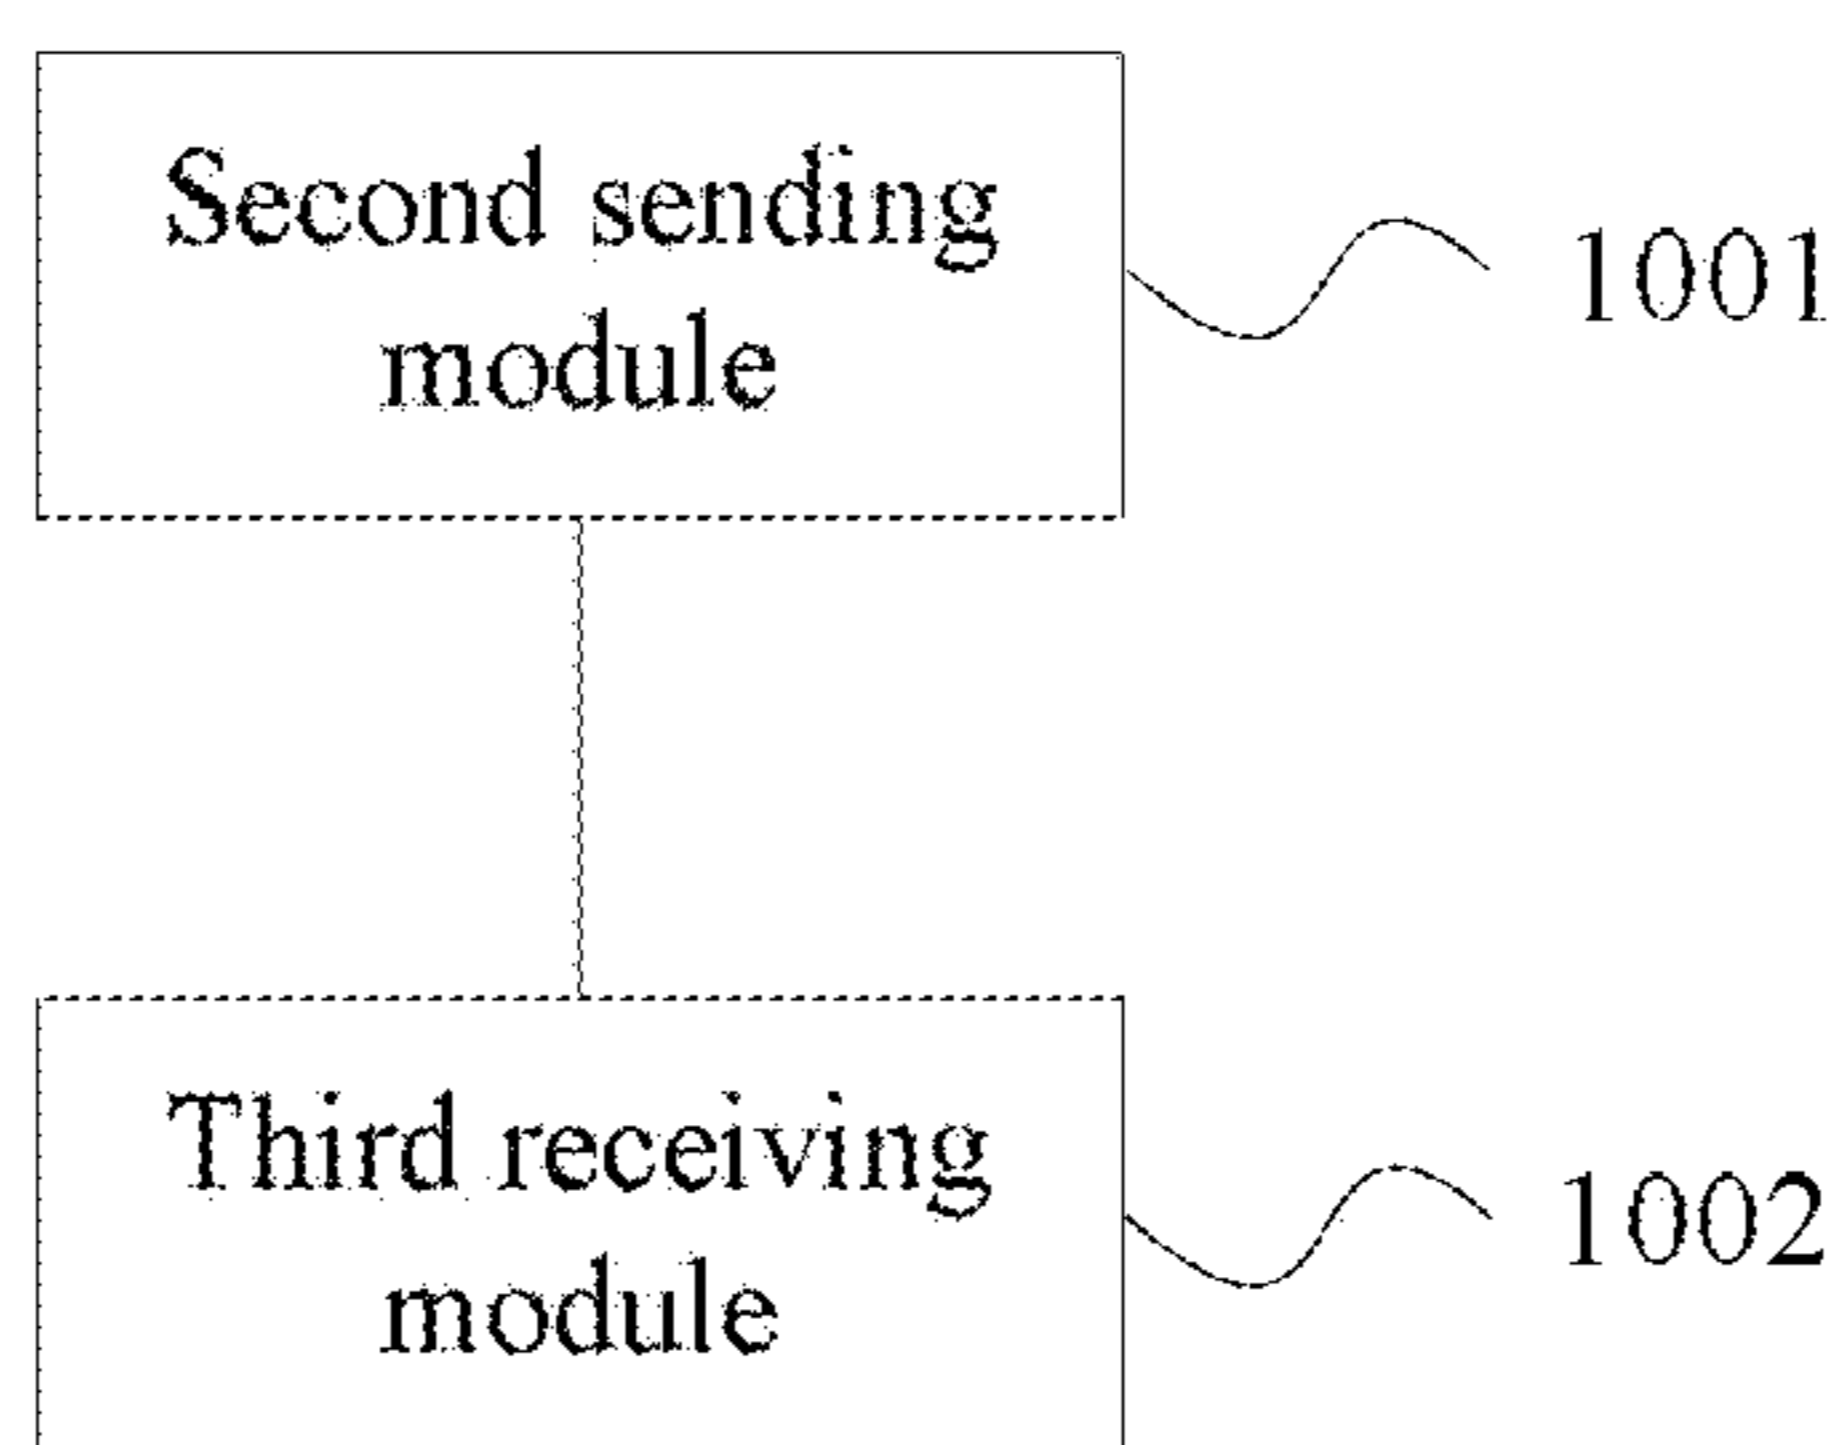 Second sending
module
1001
Third receiving
module
1002